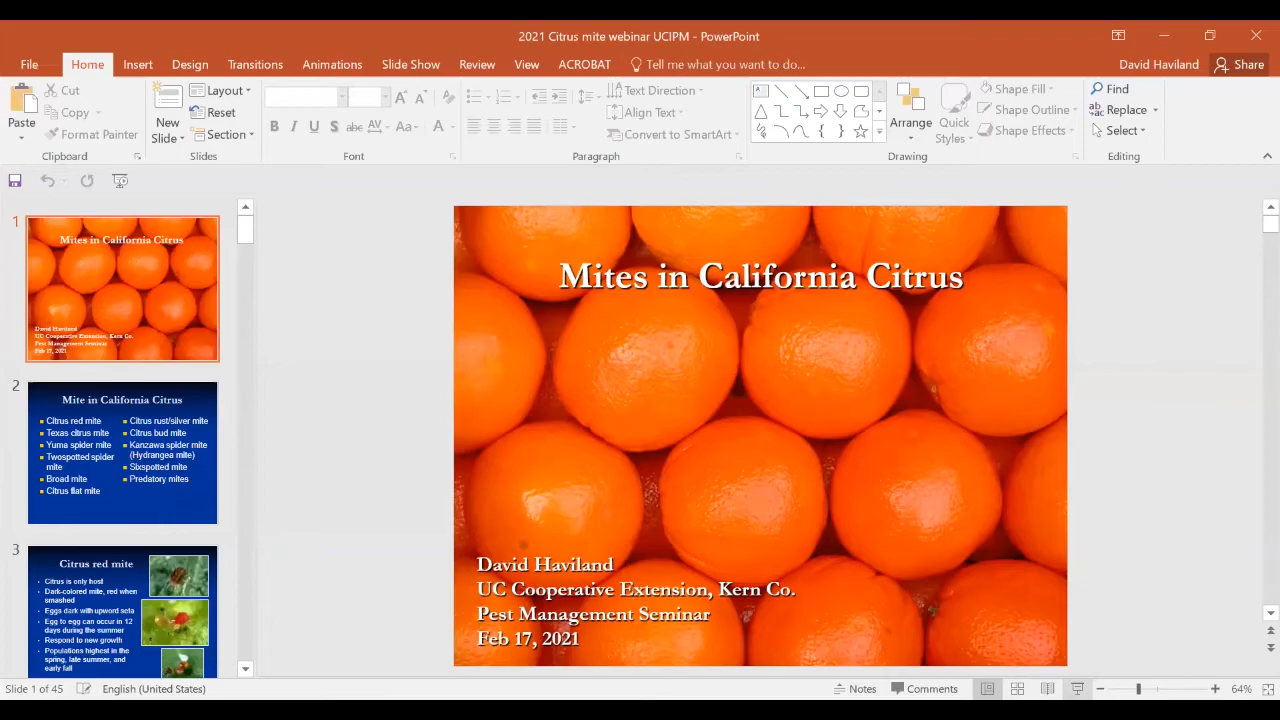 2021 Citrus mite webinar UCIPM - PowerPoint
File Home Insert Design Transitions Animations Slide Show Review View ACROBAT Tell me what you want to do... David Haviland Share
Paste
Cut
Copy
Format Painter
Clipboard
New Slide
Layout
Reset
Section
Slides
B I U S abc AV Aa A
Font
Text Direction
Align Text
Convert to SmartArt
Paragraph
Arrange
Quick Styles
Shape Fill
Shape Outline
Shape Effects
Drawing
Find
Replace
Select
Editing
1
Mites in California Citrus
David Haviland
UC Cooperative Extension, Kern Co.
Pest Management Seminar
Feb 17, 2021
2
Mite in California Citrus
Citrus red mite
Texas citrus mite
Yuma spider mite
Twospotted spider
mite
Broad mite
Citrus flat mite
Citrus rust/silver mite
Citrus bud mite
Kanzawa spider mite
(Hydrangea mite)
Sixspotted mite
Predatory mites
3
Citrus red mite
Citrus is only host
Dark-colored mite, red when
smashed
Eggs dark with upword seta
Egg to egg can occur in 12
days during the summer
Respond to new growth
Populations highest in the
spring, late summer, and
early fall
Mites in California Citrus
David Haviland
UC Cooperative Extension, Kern Co.
Pest Management Seminar
Feb 17, 2021
Slide 1 of 45 English (United States) Notes Comments 64%